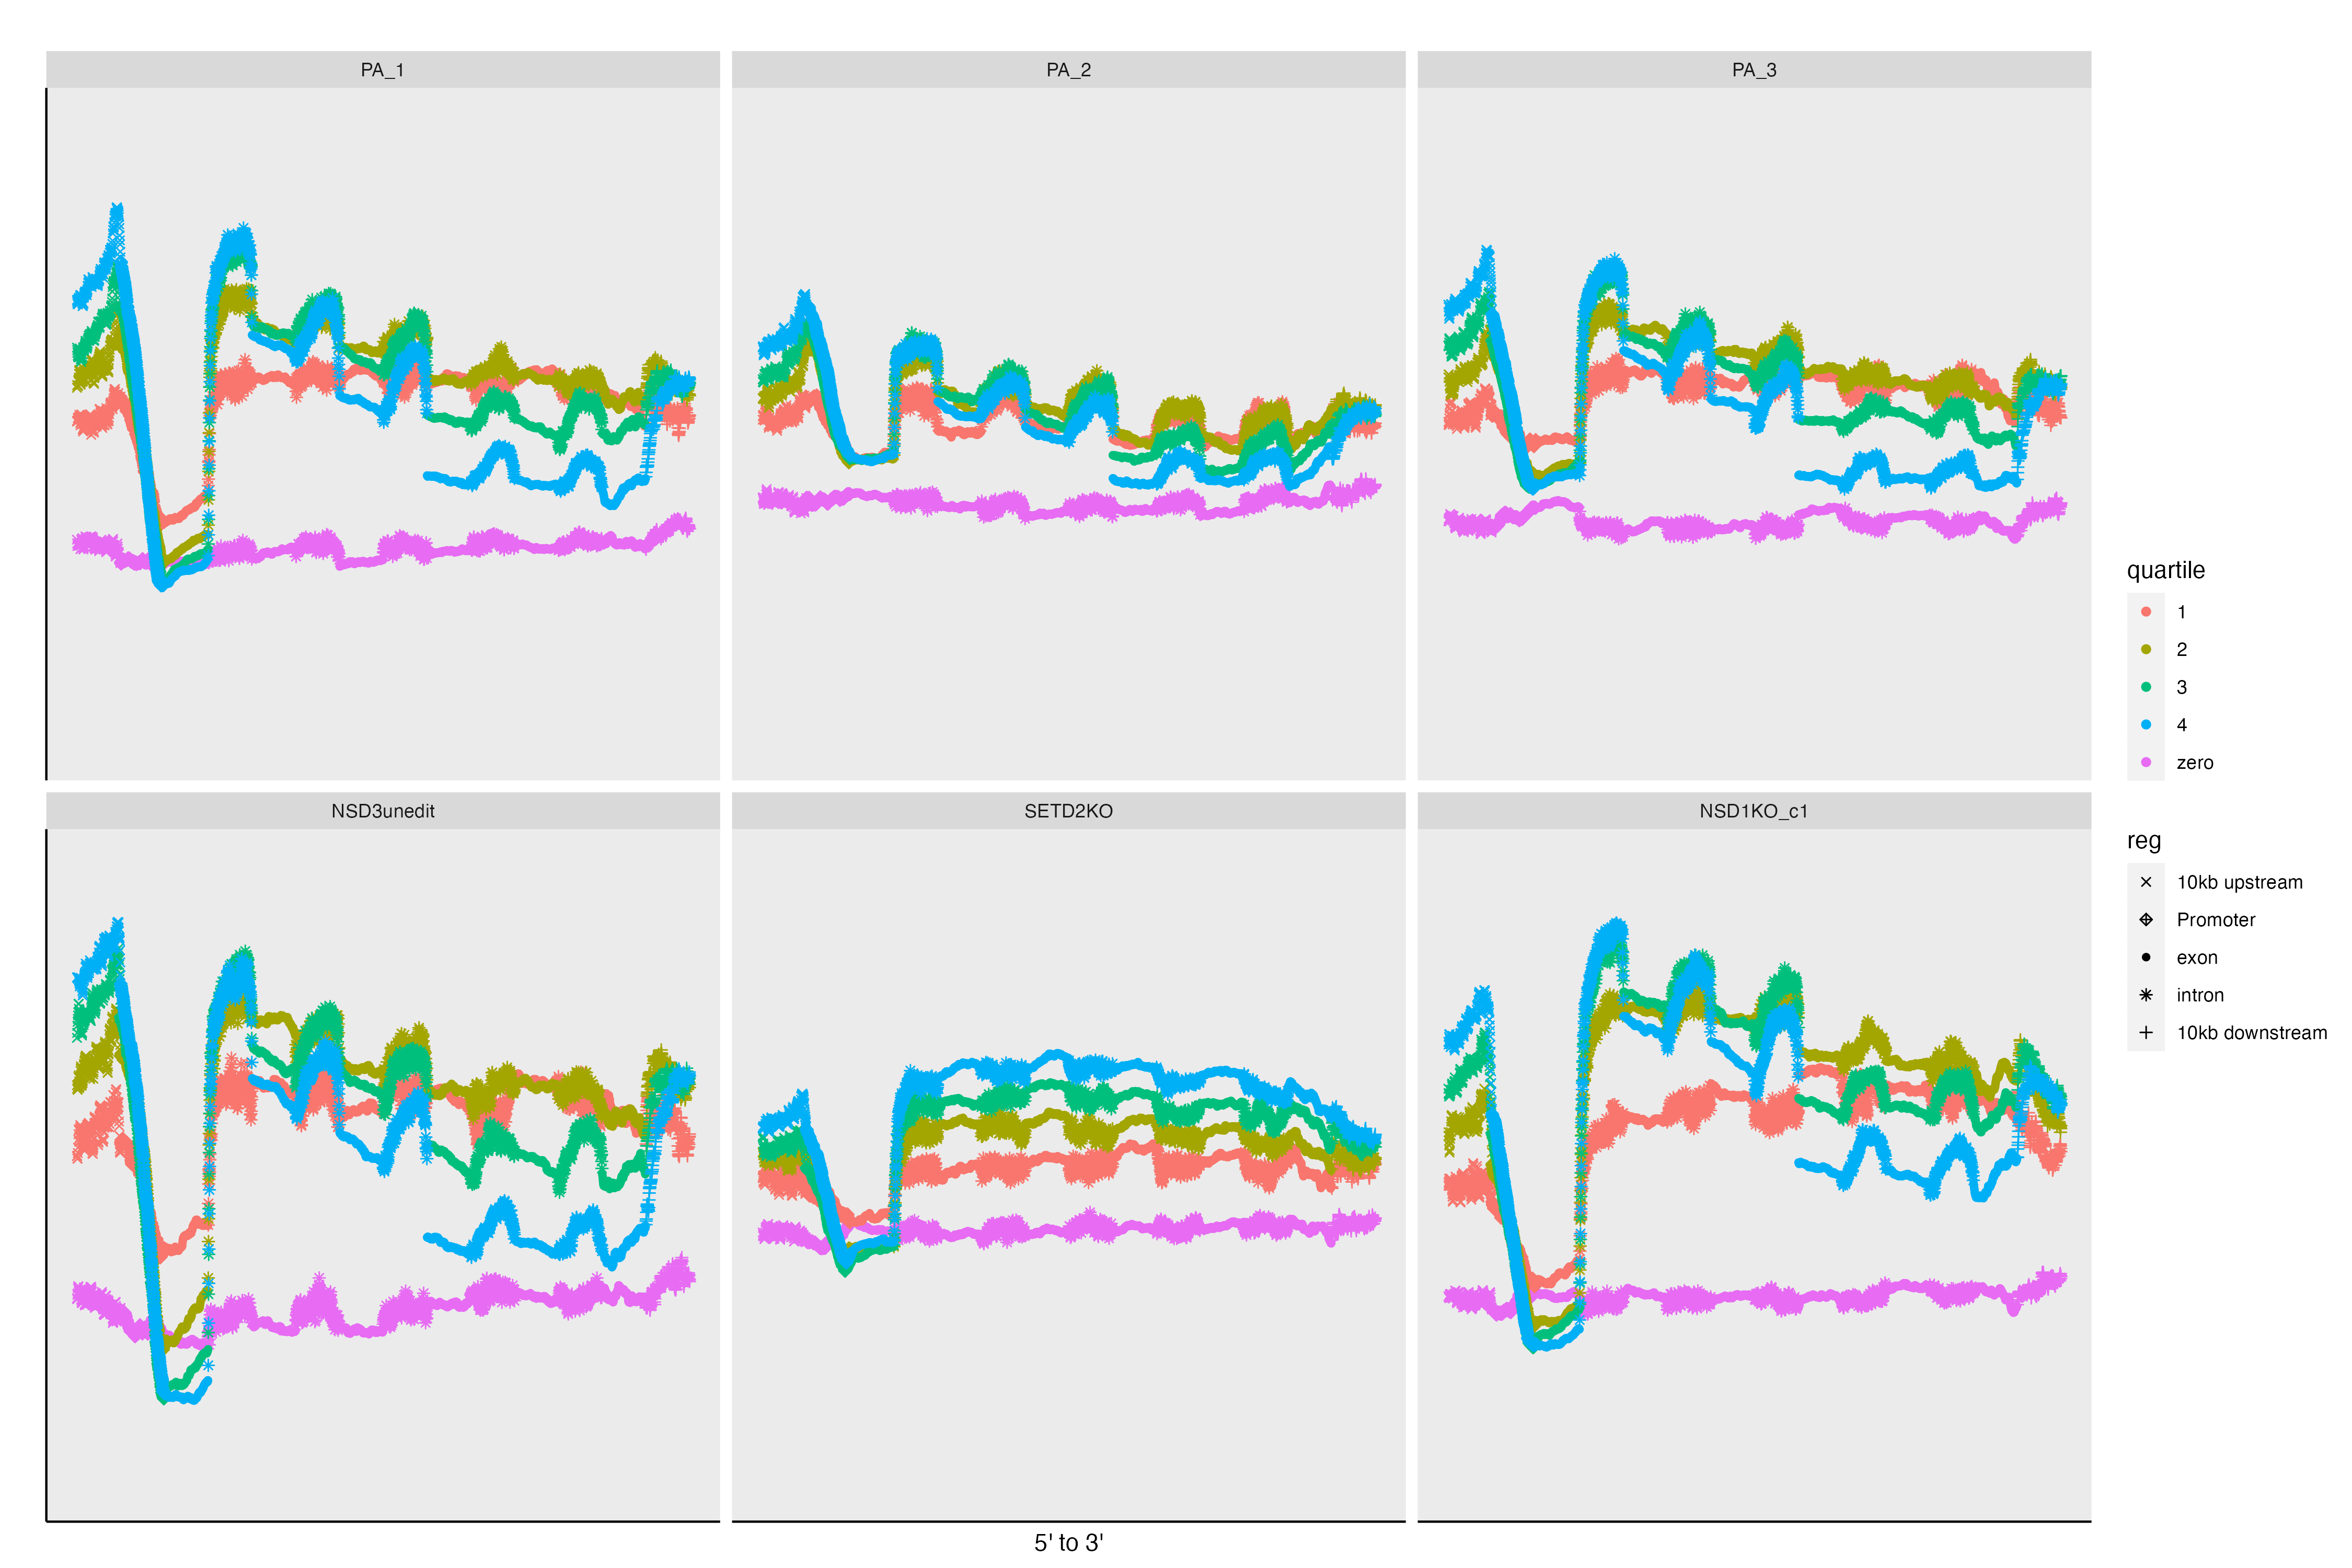 PA_1
PA_2
PA_3
NSD3unedit
SETD2KO
NSD1KO_c1
5' to 3'
quartile
1
2
3
4
zero
reg
10kb upstream
Promoter
exon
intron
10kb downstream